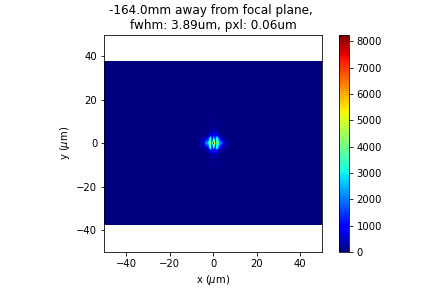 -164.0mm away from focal plane,
fwhm: 3.89um, pxl: 0.06um
40
20
0
−20
−40
y (μm)
−40 −20 0 20 40
x (μm)
8000
7000
6000
5000
4000
3000
2000
1000
0